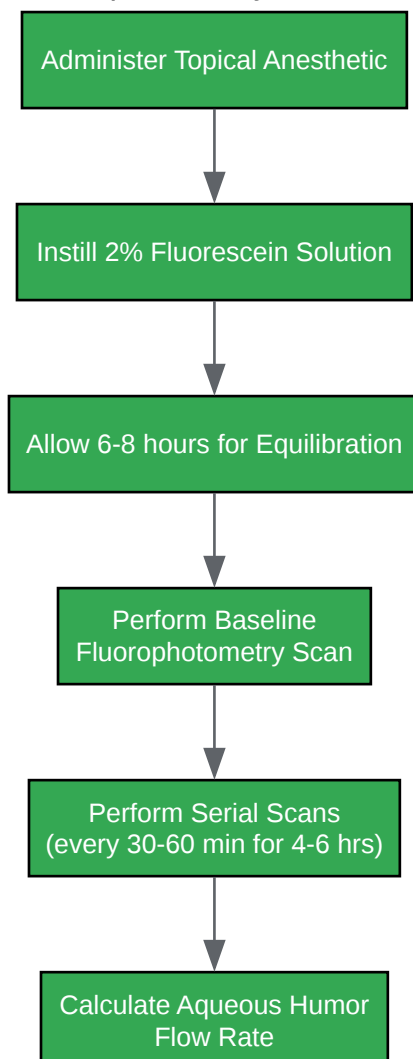 Administer Topical Anesthetic
Instill 2% Fluorescein Solution
Allow 6-8 hours for Equilibration
Perform Baseline
Fluorophotometry Scan
Perform Serial Scans
(every 30-60 min for 4-6 hrs)
Calculate Aqueous Humor
Flow Rate